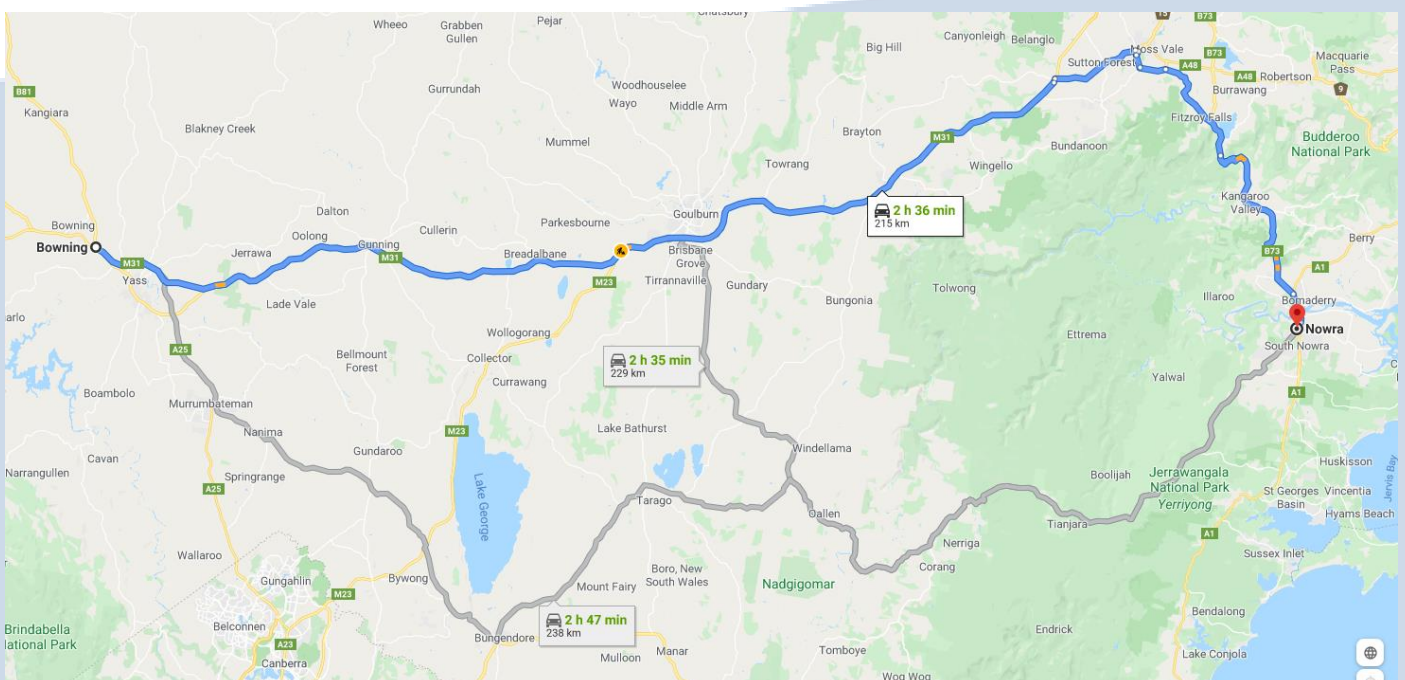 Wheeo
Grabben
Gullen
Pejar
15
B73
Big Hill
Canyonleigh
Belanglo
Moss Vale
B73
Macquarie
Pass
Sutton Forest
A48
A48
Robertson
9
B81
Kangiara
Gurrundah
Woodhouselee
Wayo
Middle Arm
Burrawang
Fitzroy Falls
Blakney Creek
Mummel
Brayton
M31
Bundanoon
Budderoo
National Park
Towrang
Wingello
Kangaroo
Valley
Bowning
Dalton
Parkesbourne
Goulburn
2 h 36 min
215 km
Bowning
Oolong
Cullerin
Berry
Jerrawa
Gunning
M31
Breadalbane
Brisbane
Grove
B73
A1
M31
Yass
M23
Tirrannaville
Gundary
Bungonia
Tolwong
Illaroo
Bomaderry
Lade Vale
Nowra
Wollogorang
Ettrema
South Nowra
A25
Bellmount
Forest
Collector
2 h 35 min
229 km
Currawang
Yalwal
A1
Boambolo
Murrumbateman
Lake Bathurst
Nanima
M23
Windellama
Cavan
Gundaroo
Narrangullen
Springrange
Huskisson
Jervis Bay
A25
Lake George
Tarago
Boolijah
Jerrawangala
National Park
Yerriyong
St Georges
Basin
Vincentia
Hyams Beach
Oallen
Tianjara
A1
Nerriga
Wallaroo
Corang
Sussex Inlet
Gungahlin
Bywong
Boro, New
South Wales
Mount Fairy
Nadgigomar
M23
Bendalong
Belconnen
2 h 47 min
238 km
Endrick
Brindabella
National Park
A23
Bungendore
Canberra
Mulloon
Manar
Tomboye
Lake Conjola
Wog Wog